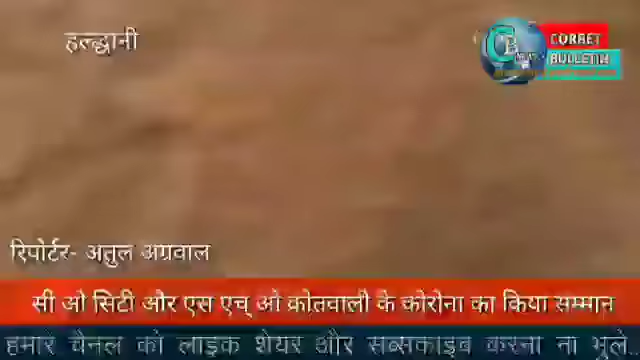 हल्द्वानी
CORBET
BULLETIN
रिपोर्टर- अतुल अग्रवाल
सी ओ सिटी और एस एच् ओ कोतवाली के कोरोना का किया सम्मान
हमारे चैनल को लाइक शेयर और सब्सक्राइब करना ना भूले